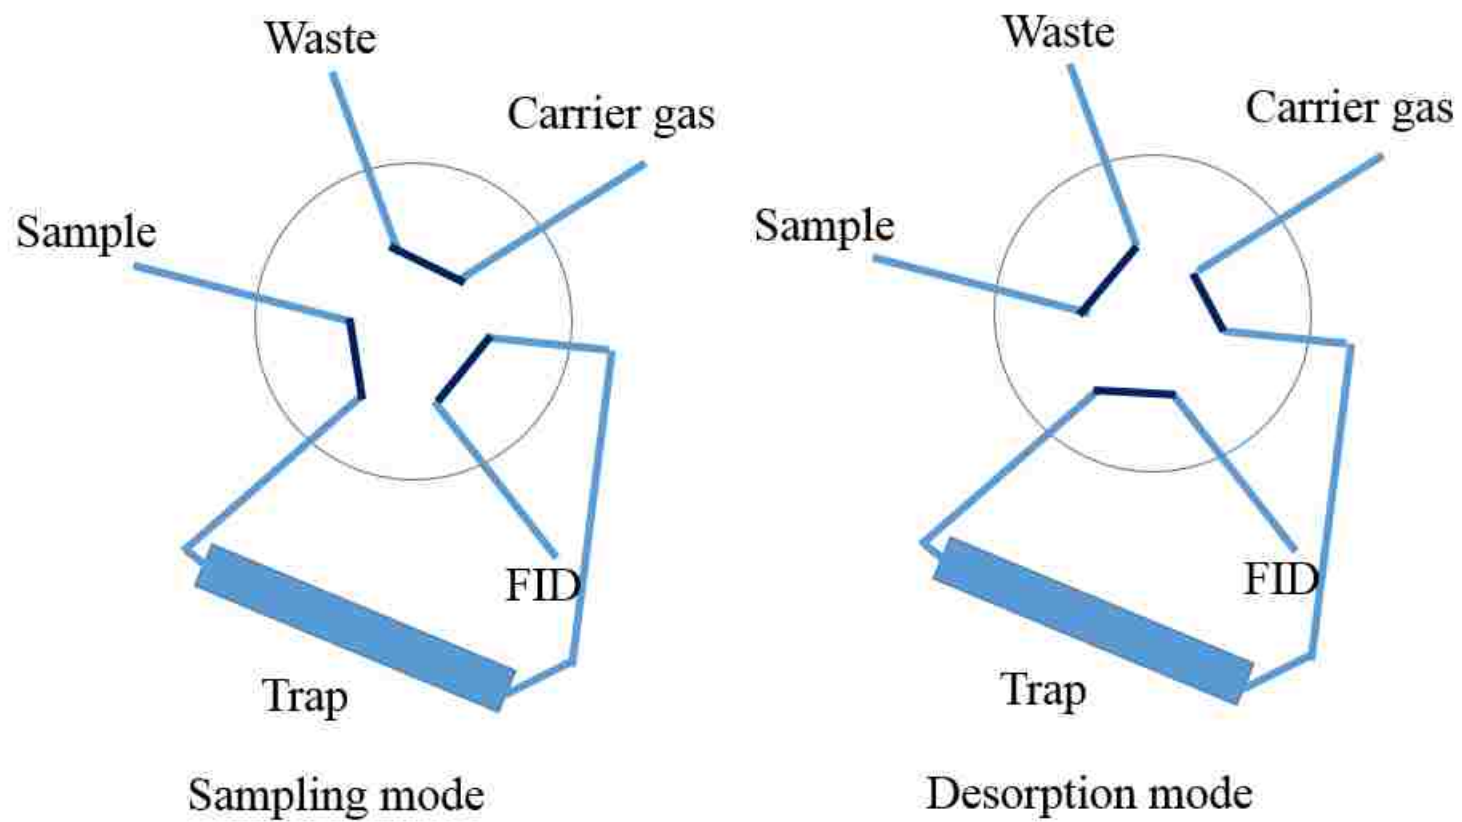 Waste
Carrier gas
Sample
FID
Trap
Sampling mode
Waste
Carrier gas
Sample
FID
Trap
Desorption mode